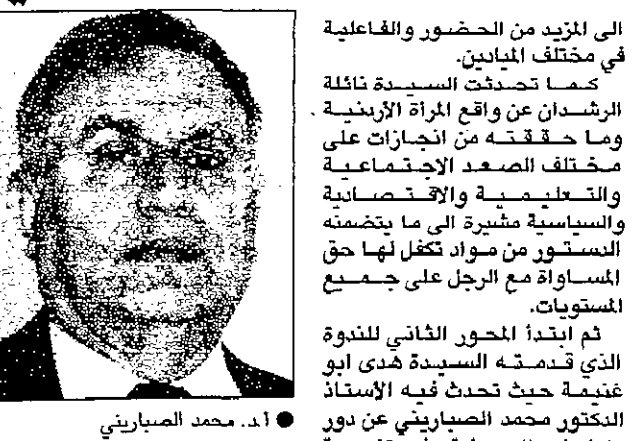 الى المزيد من الحضور والفاعلية
في مختلف الميادين.
كما تحدثت السيدة نائلة
الرشدان عن واقع المرأة الأردنية
وما حققته من انجازات على
مختلف الصعد الاجتماعية
والتعليمية والاقتصادية
والسياسية مشيرة الى ما يتضمنه
الدستور من مواد تكفل لها حق
المساواة مع الرجل على جميع
المستويات.
ثم ابتدأ المحور الثاني للندوة
الذي قدمته السيدة هدى ابو
غنيمة حيث تحدث فيه الأستاذ
الدكتور محمد الصباريني عن دور
● أ.د. محمد الصباريني